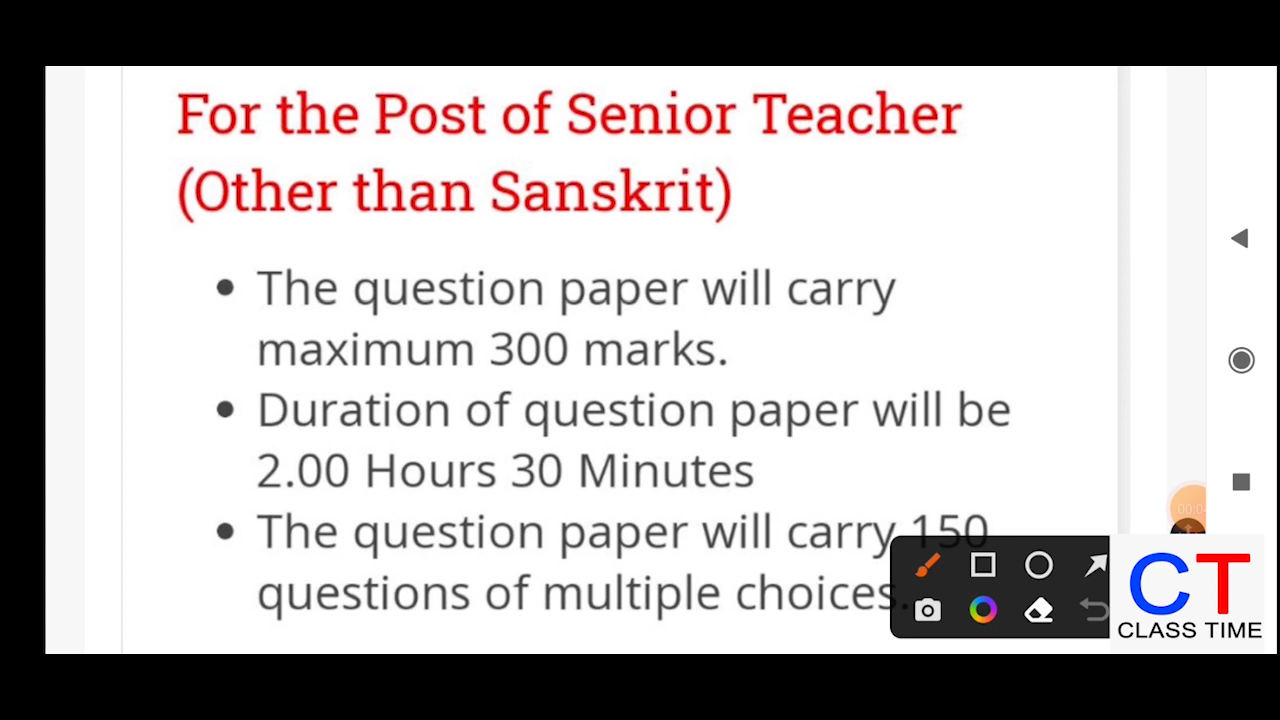 For the Post of Senior Teacher
(Other than Sanskrit)
• The question paper will carry
maximum 300 marks.
• Duration of question paper will be
2.00 Hours 30 Minutes
• The question paper will carry 150
questions of multiple choices.
CT
CLASS TIME